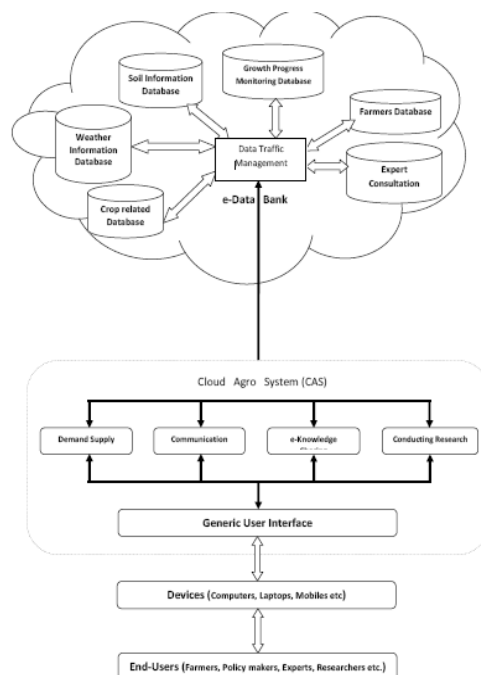 Growth Progress
Monitoring Database
Soil Information
Database
Farmers Database
Weather
Information
Database
Data Traffic
Management
Expert
Consultation
Crop related
Database
e-Data Bank
Cloud Agro System (CAS)
Demand Supply
Communication
e-Knowledge
Conducting Research
Generic User Interface
Devices (Computers, Laptops, Mobiles etc)
End-Users (Farmers, Policy makers, Experts, Researchers etc.)